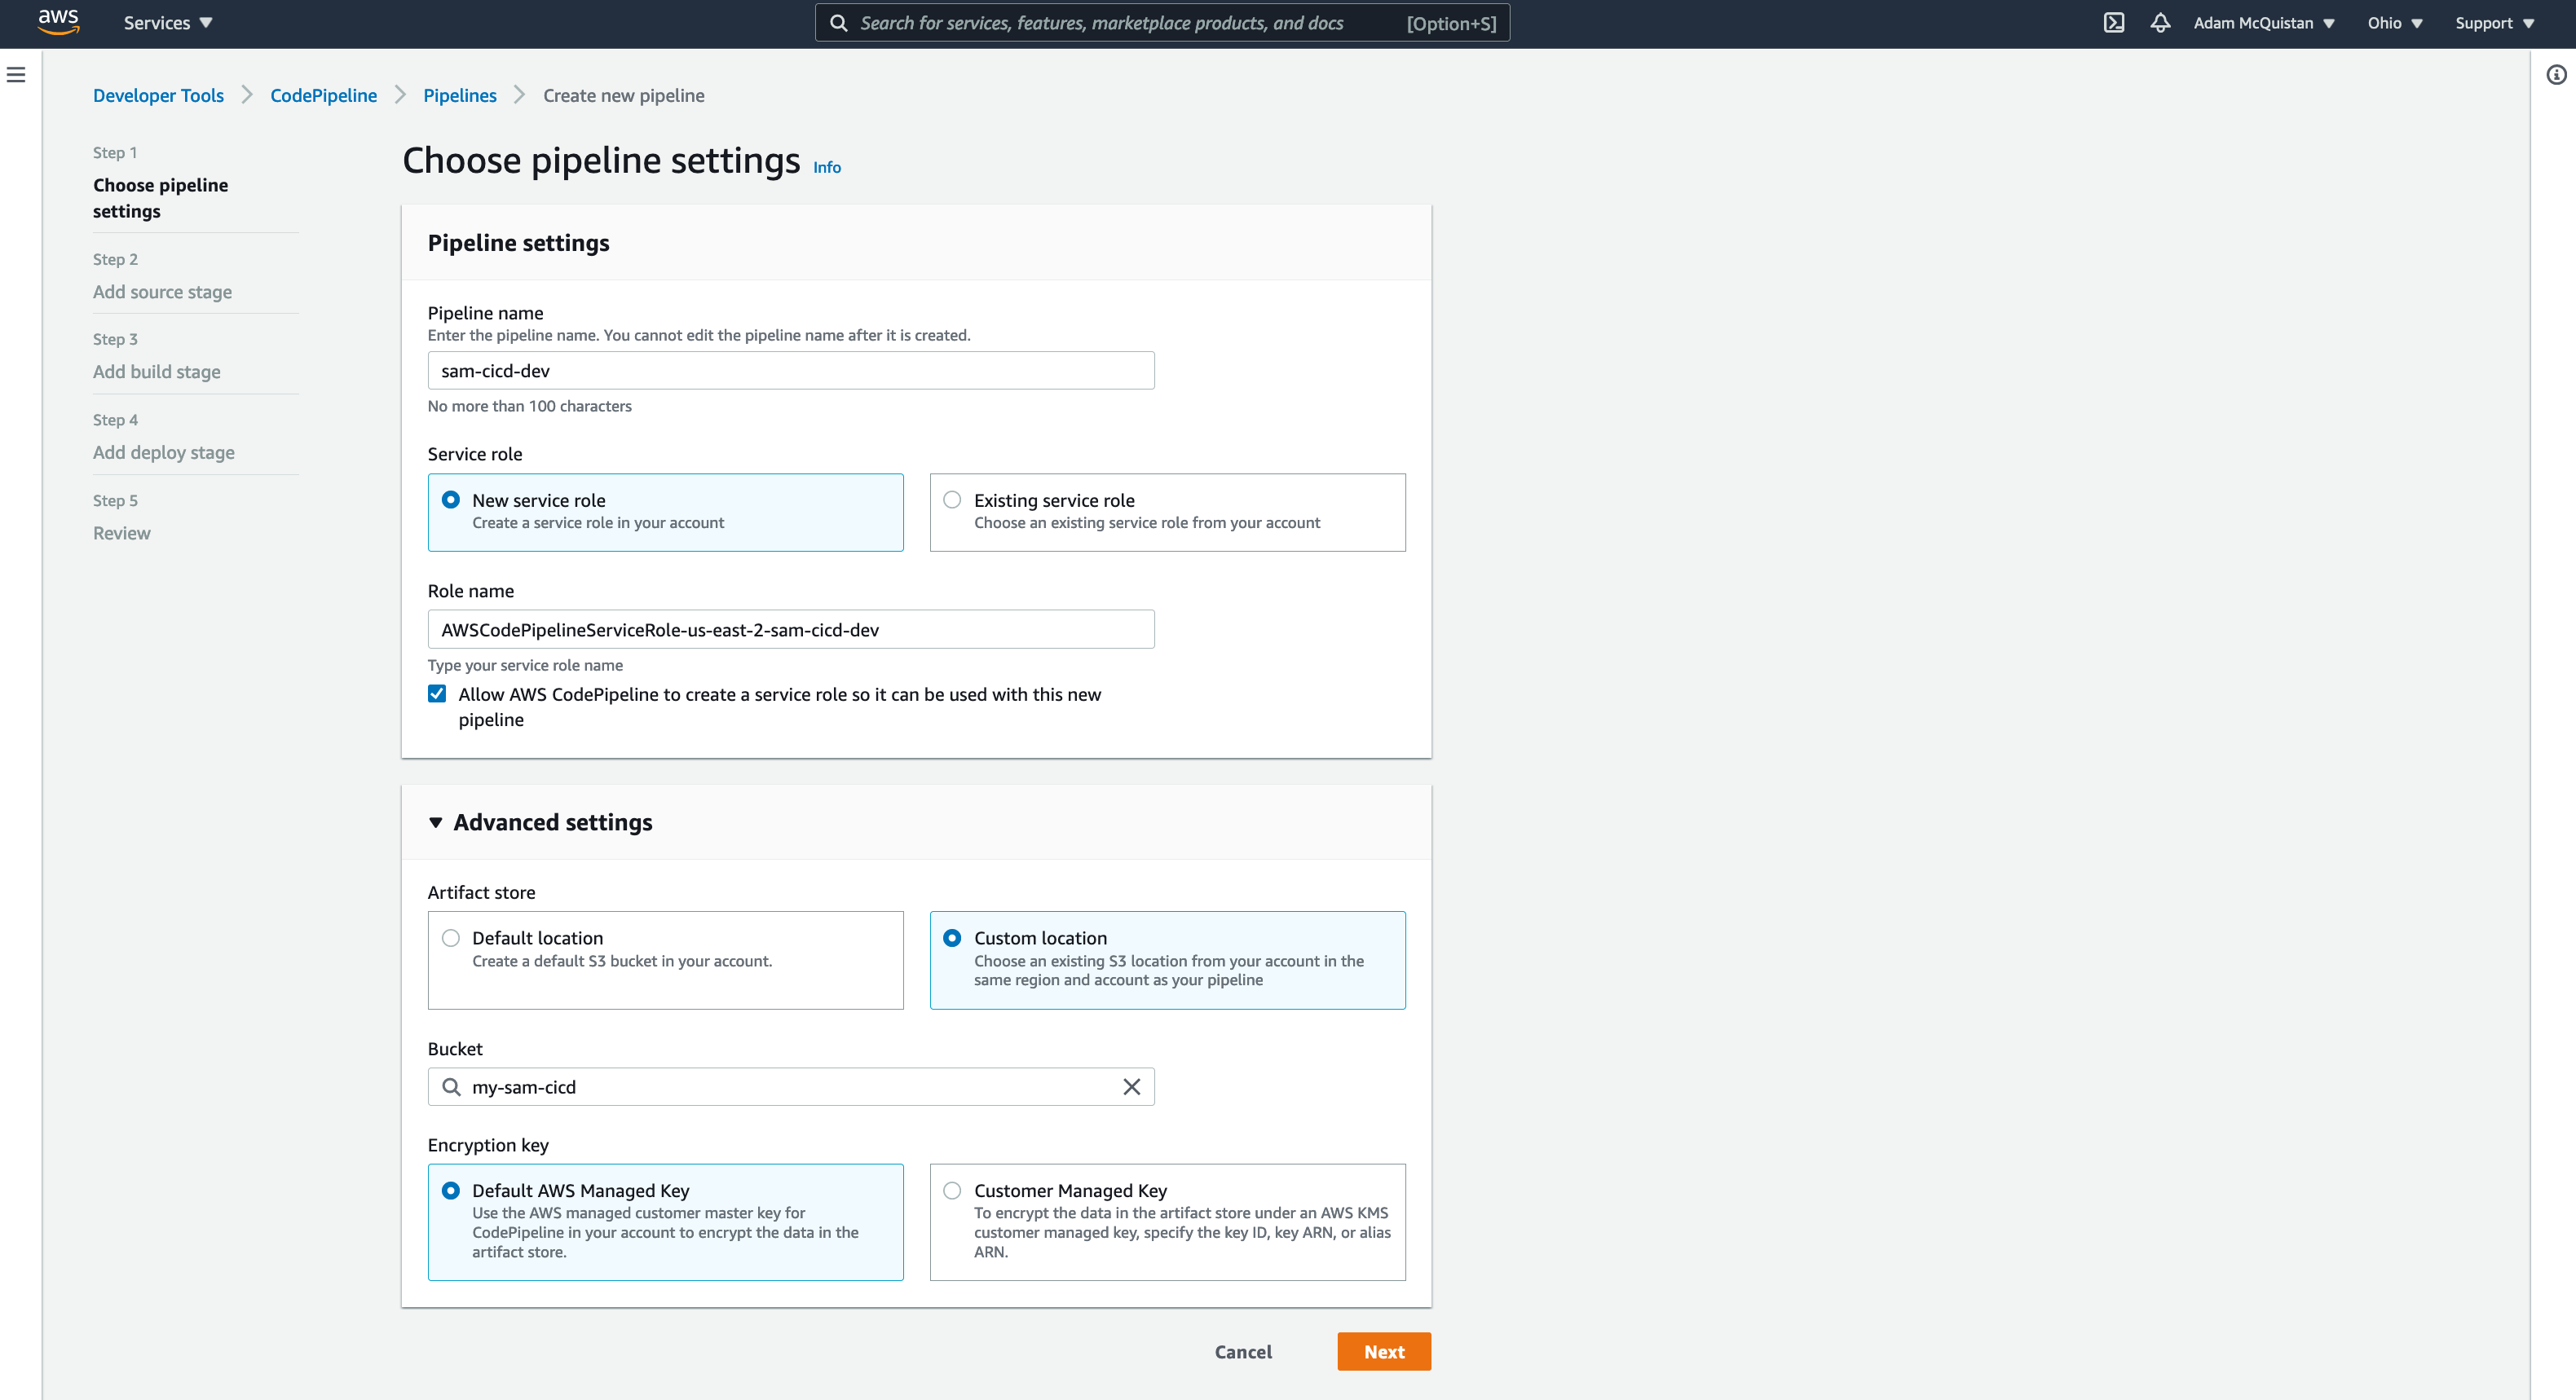 aws Services Search for services, features, marketplace products, and docs [Option+S] Adam McQuistan Ohio Support
Developer Tools CodePipeline Pipelines Create new pipeline
Step 1
Choose pipeline
settings
Step 2
Add source stage
Step 3
Add build stage
Step 4
Add deploy stage
Step 5
Review
Choose pipeline settings Info
Pipeline settings
Pipeline name
Enter the pipeline name. You cannot edit the pipeline name after it is created.
sam-cicd-dev
No more than 100 characters
Service role
New service role
Create a service role in your account
Existing service role
Choose an existing service role from your account
Role name
AWSCodePipelineServiceRole-us-east-2-sam-cicd-dev
Type your service role name
Allow AWS CodePipeline to create a service role so it can be used with this new
pipeline
Advanced settings
Artifact store
Default location
Create a default S3 bucket in your account.
Custom location
Choose an existing S3 location from your account in the
same region and account as your pipeline
Bucket
my-sam-cicd
Encryption key
Default AWS Managed Key
Use the AWS managed customer master key for
CodePipeline in your account to encrypt the data in the
artifact store.
Customer Managed Key
To encrypt the data in the artifact store under an AWS KMS
customer managed key, specify the key ID, key ARN, or alias
ARN.
Cancel Next